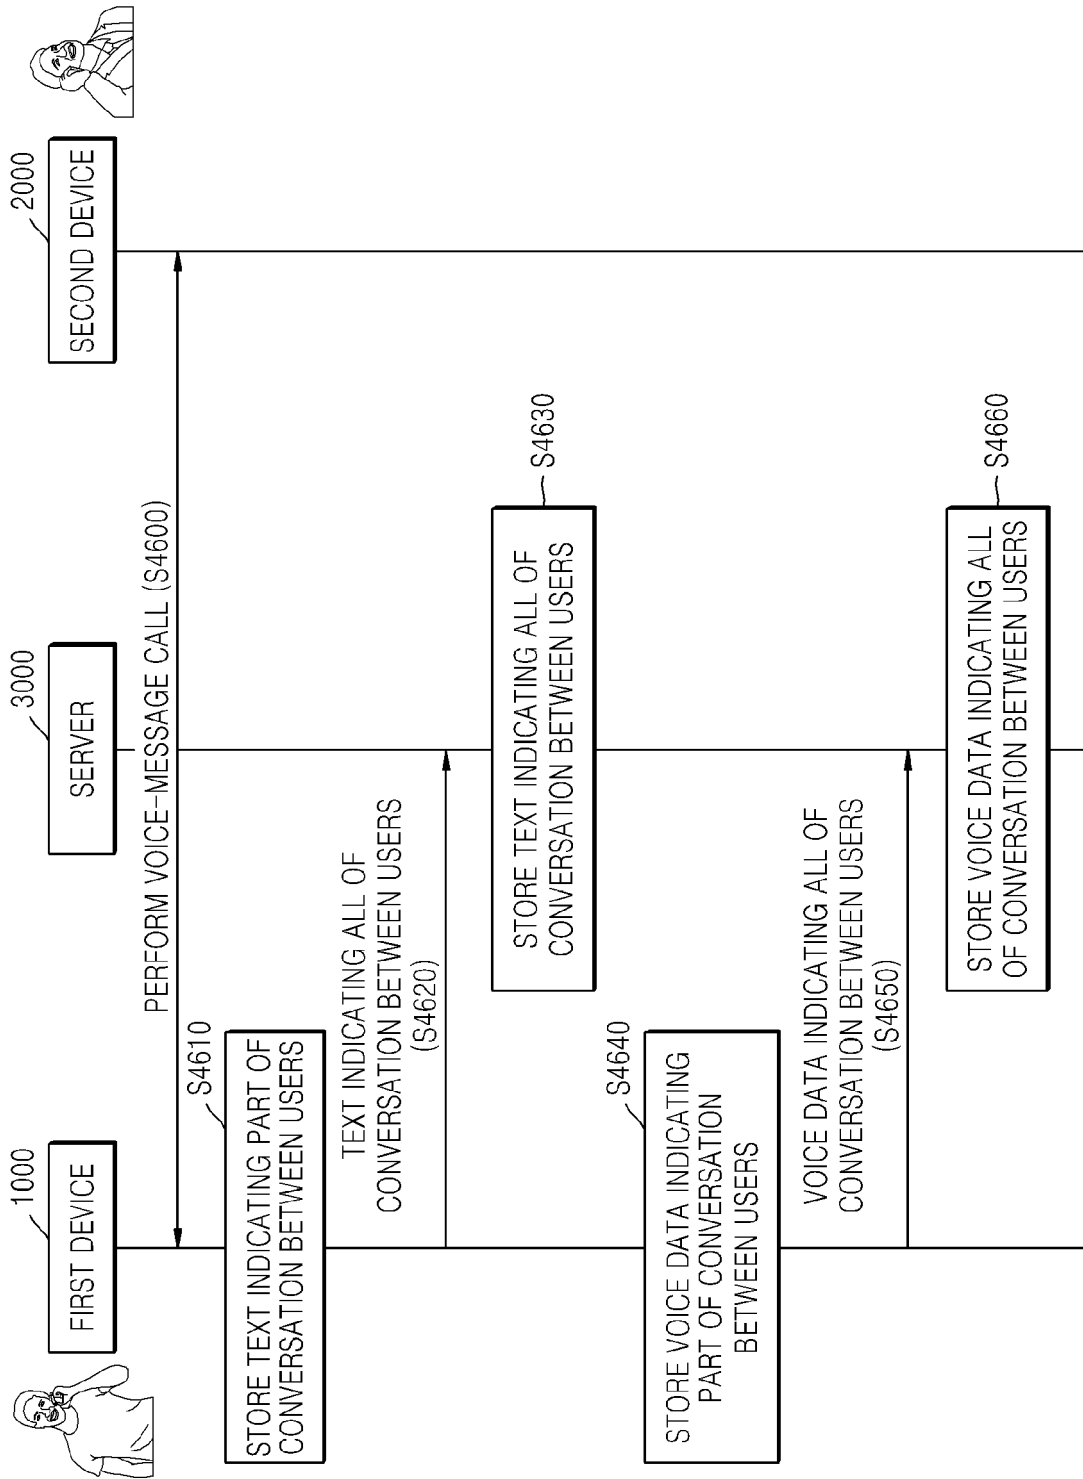 1000
FIRST DEVICE
3000
SERVER
2000
SECOND DEVICE
PERFORM VOICE-MESSAGE CALL (S4600)
S4610
STORE TEXT INDICATING PART OF
CONVERSATION BETWEEN USERS
TEXT INDICATING ALL OF
CONVERSATION BETWEEN USERS
(S4620)
STORE TEXT INDICATING ALL OF
CONVERSATION BETWEEN USERS
S4630
S4640
STORE VOICE DATA INDICATING
PART OF CONVERSATION
BETWEEN USERS
VOICE DATA INDICATING ALL OF
CONVERSATION BETWEEN USERS
(S4650)
STORE VOICE DATA INDICATING ALL
OF CONVERSATION BETWEEN USERS
S4660